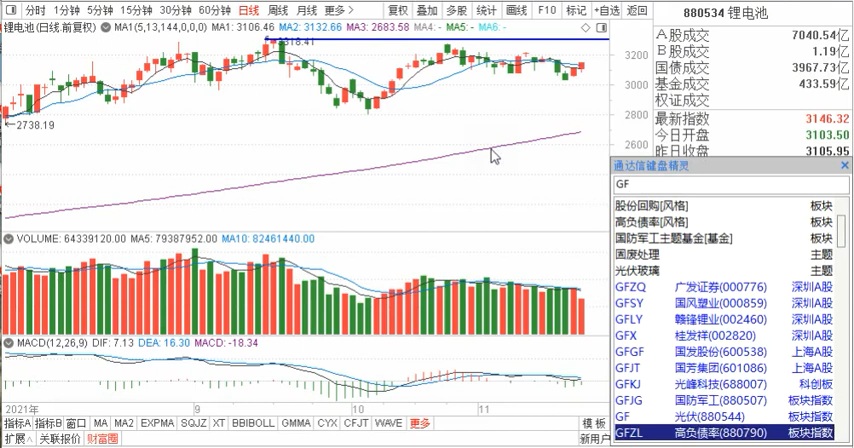 分时 1分钟 5分钟 15分钟 30分钟 60分钟 日线 周线 月线 更多 > 复权 叠加 多股 统计 画线 F10 标记 +自选 返回
880534 锂电池
锂电池(日线 前复权) MA1(5,13,144,0,0,0) MA1: 3106.46 MA2: 3132.66 MA3: 2683.58 MA4: - MA5: - MA6: -
3318.41
3200
3000
2800
2600
2738.19
A股成交 7040.54亿
B股成交 1.19亿
国债成交 3967.73亿
基金成交 433.59亿
权证成交
最新指数 3146.32
今日开盘 3103.50
昨日收盘 3105.95
通达信键盘精灵
GF
股份回购[风格] 板块
高负债率[风格] 板块
国防军工主题基金[基金] 板块
固废处理 主题
光伏玻璃 主题
GFZQ 广发证券(000776) 深圳A股
GFSY 国风塑业(000859) 深圳A股
GFLY 赣锋锂业(002460) 深圳A股
GFX 桂发祥(002820) 深圳A股
GFGF 国发股份(600538) 上海A股
GFJT 国芳集团(601086) 上海A股
GFKJ 光峰科技(688007) 科创板
GFJG 国防军工(880507) 板块指数
GF 光伏(880544) 板块指数
GFZL 高负债率(880790) 板块指数
VOLUME: 64339120.00 MA5: 79387952.00 MA10: 82461440.00
MACD(12,26,9) DIF: 7.13 DEA: 16.30 MACD: -18.34
2021年 9 10 11
指标A 指标B 窗口 MA MA2 EXPMA SQJZ XT BBIBOLL GMMA CYX CFJT WAVE 更多 模 板
扩展∧ 关联报价 财富圈 新用户